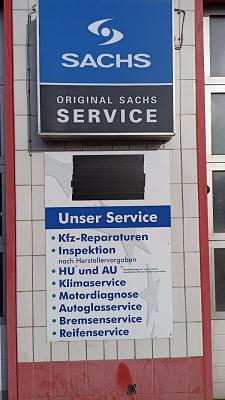 SACHS
ORIGINAL SACHS
SERVICE
Unser Service
• Kfz-Reparaturen
• Inspektion
nach Herstellervorgaben
• HU und AU
• Klimaservice
• Motordiagnose
• Autoglasservice
• Bremsenservice
• Reifenservice